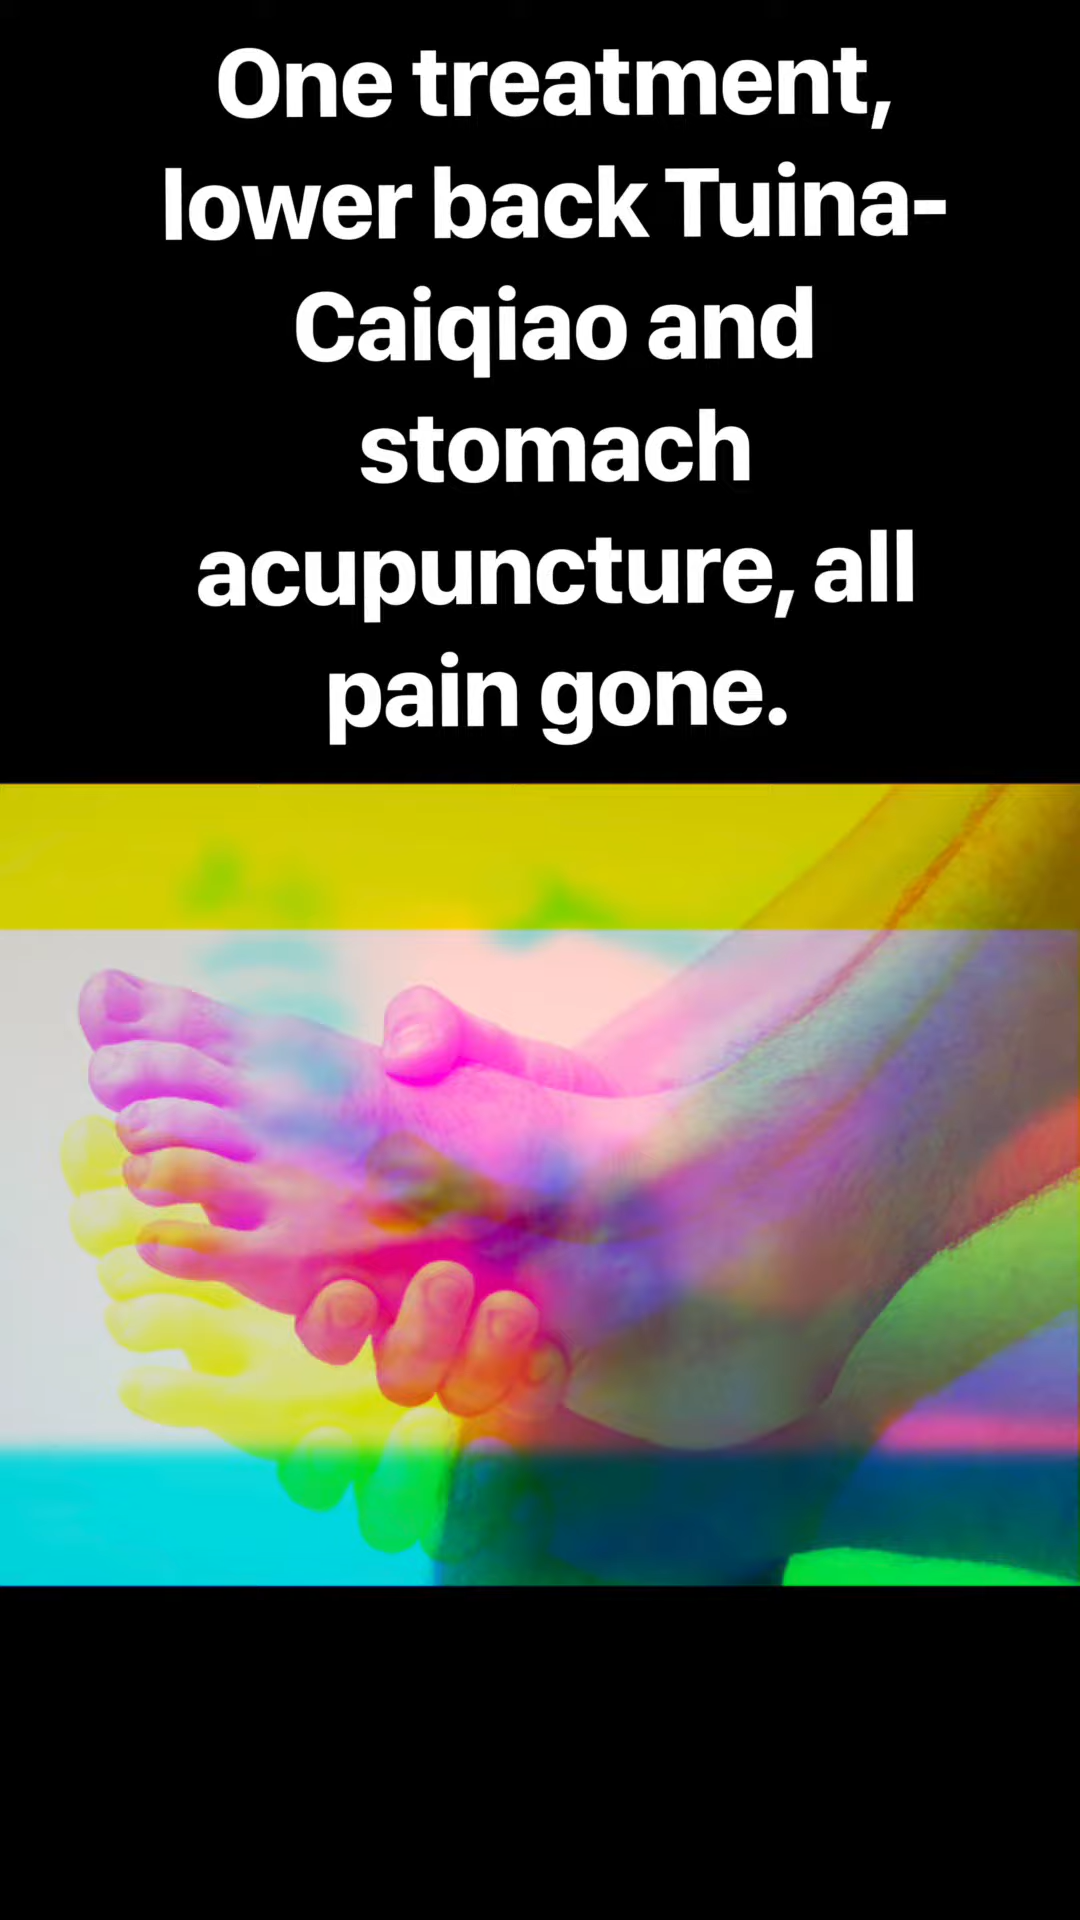 One treatment,
lower back Tuina-
Caiqiao and
stomach
acupuncture, all
pain gone.